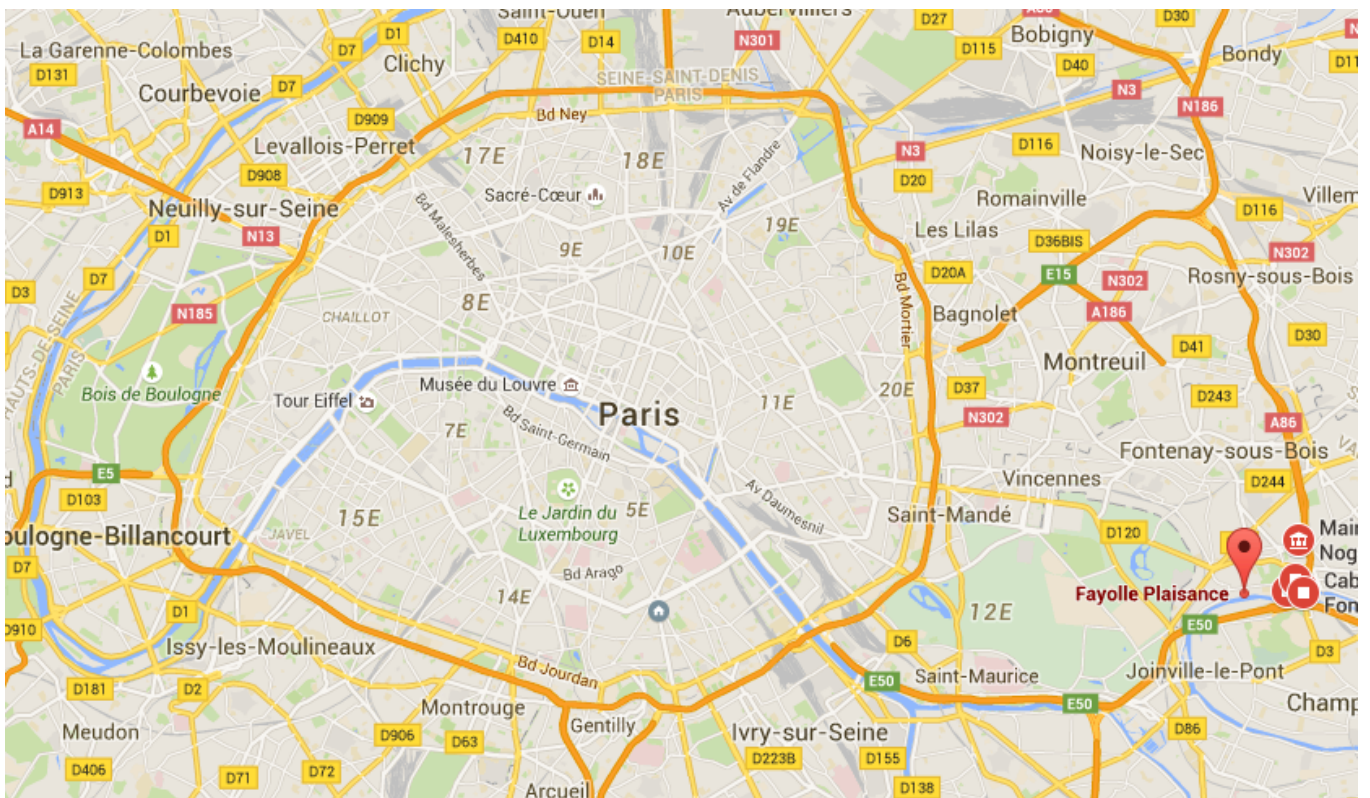 Saint-Ouen
Aubervilliers
D27
D30
La Garenne-Colombes
D7
D1
D410
D14
N301
D115
Bobigny
Bondy
D131
Clichy
D40
SEINE-SAINT-DENIS
PARIS
D7
Courbevoie
N3
N186
A14
D909
Bd Ney
Levallois-Perret
17E
18E
N3
D116
Noisy-le-Sec
D908
D20
D913
Sacré-Cœur
Av de Flandre
Romainville
Neuilly-sur-Seine
Bd Malesherbes
D116
D1
N13
9E
10E
19E
Les Lilas
D36BIS
N302
D7
D20A
E15
N302
Rosny-sous-Bois
D3
8E
Bd Mortier
N185
CHAILLOT
Bagnolet
A186
HAUTS-DE-SEINE
PARIS
D30
D41
Montreuil
Bois de Boulogne
Musée du Louvre
Tour Eiffel
20E
D37
D243
11E
Paris
N302
A86
7E
Bd Saint-Germain
Fontenay-sous-Bois
E5
Vincennes
D244
D103
Av Daumesnil
Le Jardin du
Luxembourg
5E
15E
Saint-Mandé
D120
JAVEL
oulogne-Billancourt
D7
Bd Arago
Fayolle Plaisance
14E
12E
D1
E50
D910
D6
D3
Issy-les-Moulineaux
Bd Jourdan
Joinville-le-Pont
D181
D2
E50
Saint-Maurice
E50
Montrouge
Gentilly
Meudon
D906
D63
Ivry-sur-Seine
D86
D223B
D155
D406
D71
D72
Arcueil
D138